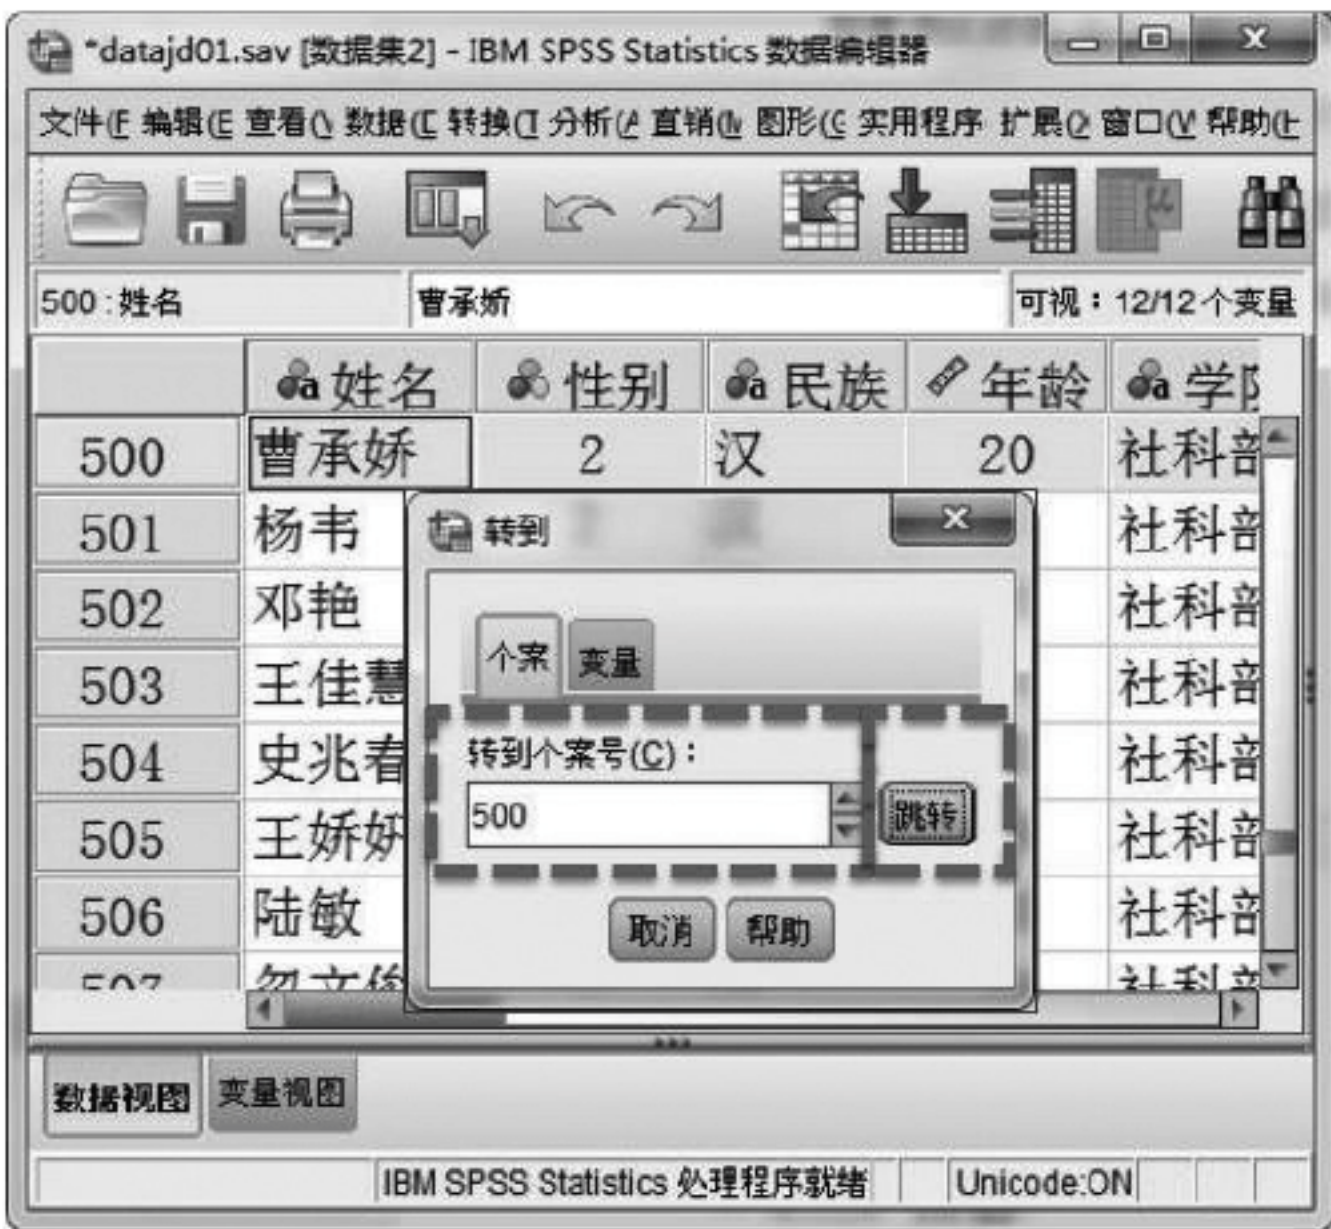 *datajd01.sav [数据集2] - IBM SPSS Statistics 数据编辑器
文件(F 编辑(E 查看(V 数据(D 转换(T 分析(A 直销(M 图形(G 实用程序 扩展(X 窗口(W 帮助(H
500 : 姓名 曹承娇 可视：12/12 个变量
姓名 性别 民族 年龄
500 曹承娇 2 汉 20 社科部
501 杨韦 社科部
502 邓艳 社科部
503 王佳慧 社科部
504 史兆春 社科部
505 王娇妍 社科部
506 陆敏 社科部
507
转到
个案 变量
转到个案号(C)：
500 跳转
取消 帮助
数据视图 变量视图
IBM SPSS Statistics 处理程序就绪 Unicode:ON